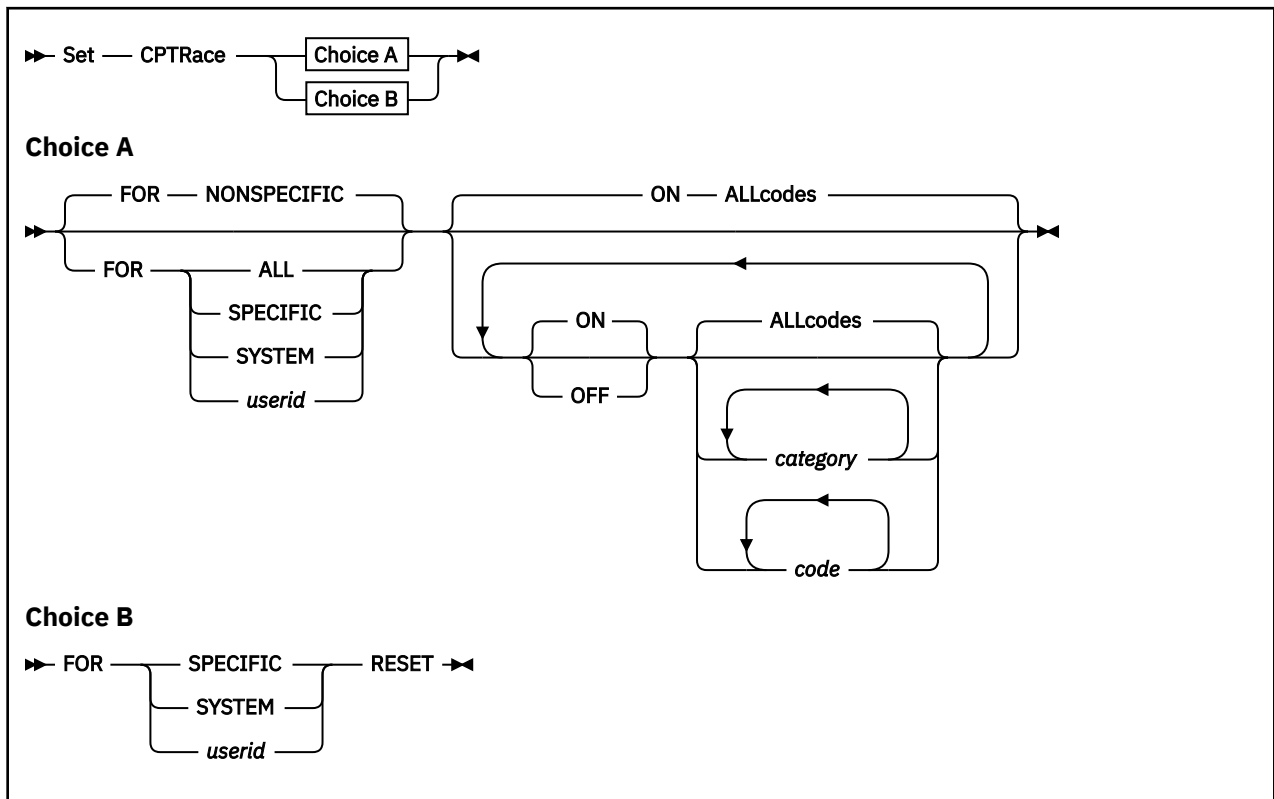 Set CPTRace Choice A
Choice B
Choice A
FOR NONSPECIFIC ON ALLcodes
FOR ALL
SPECIFIC ON ALLcodes
SYSTEM
OFF
userid
category
code
Choice B
FOR SPECIFIC RESET
SYSTEM
userid